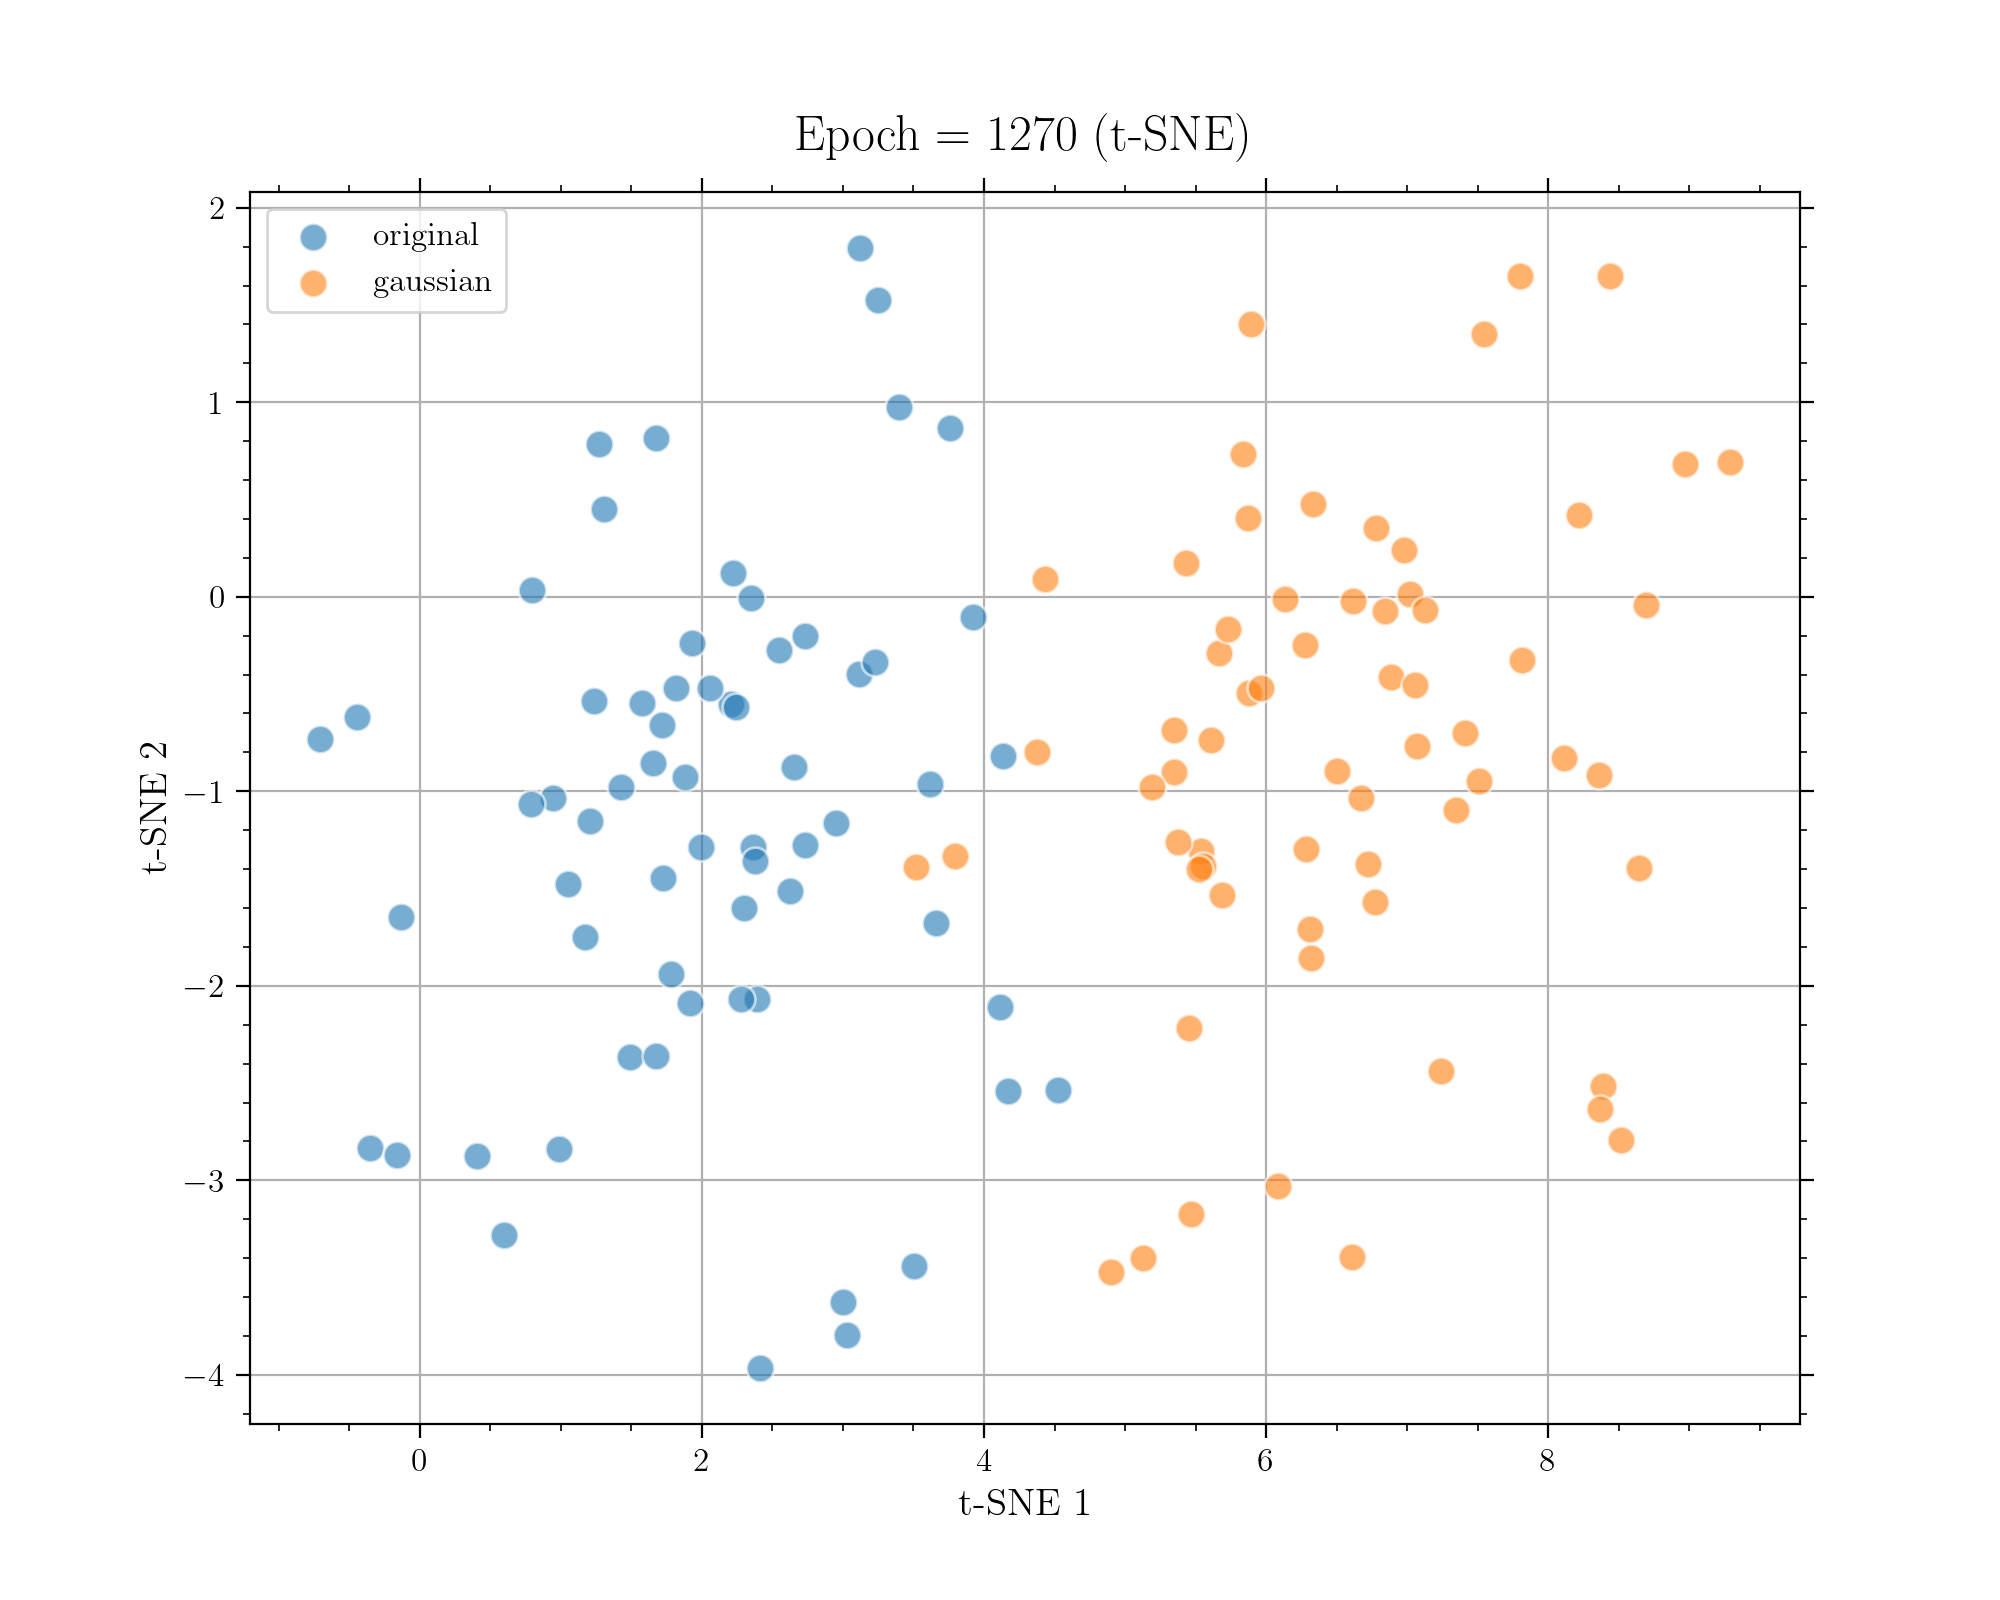 Epoch = 1270 (t-SNE)
original
gaussian
2
1
0
−1
−2
−3
−4
t-SNE 2
0 2 4 6 8
t-SNE 1